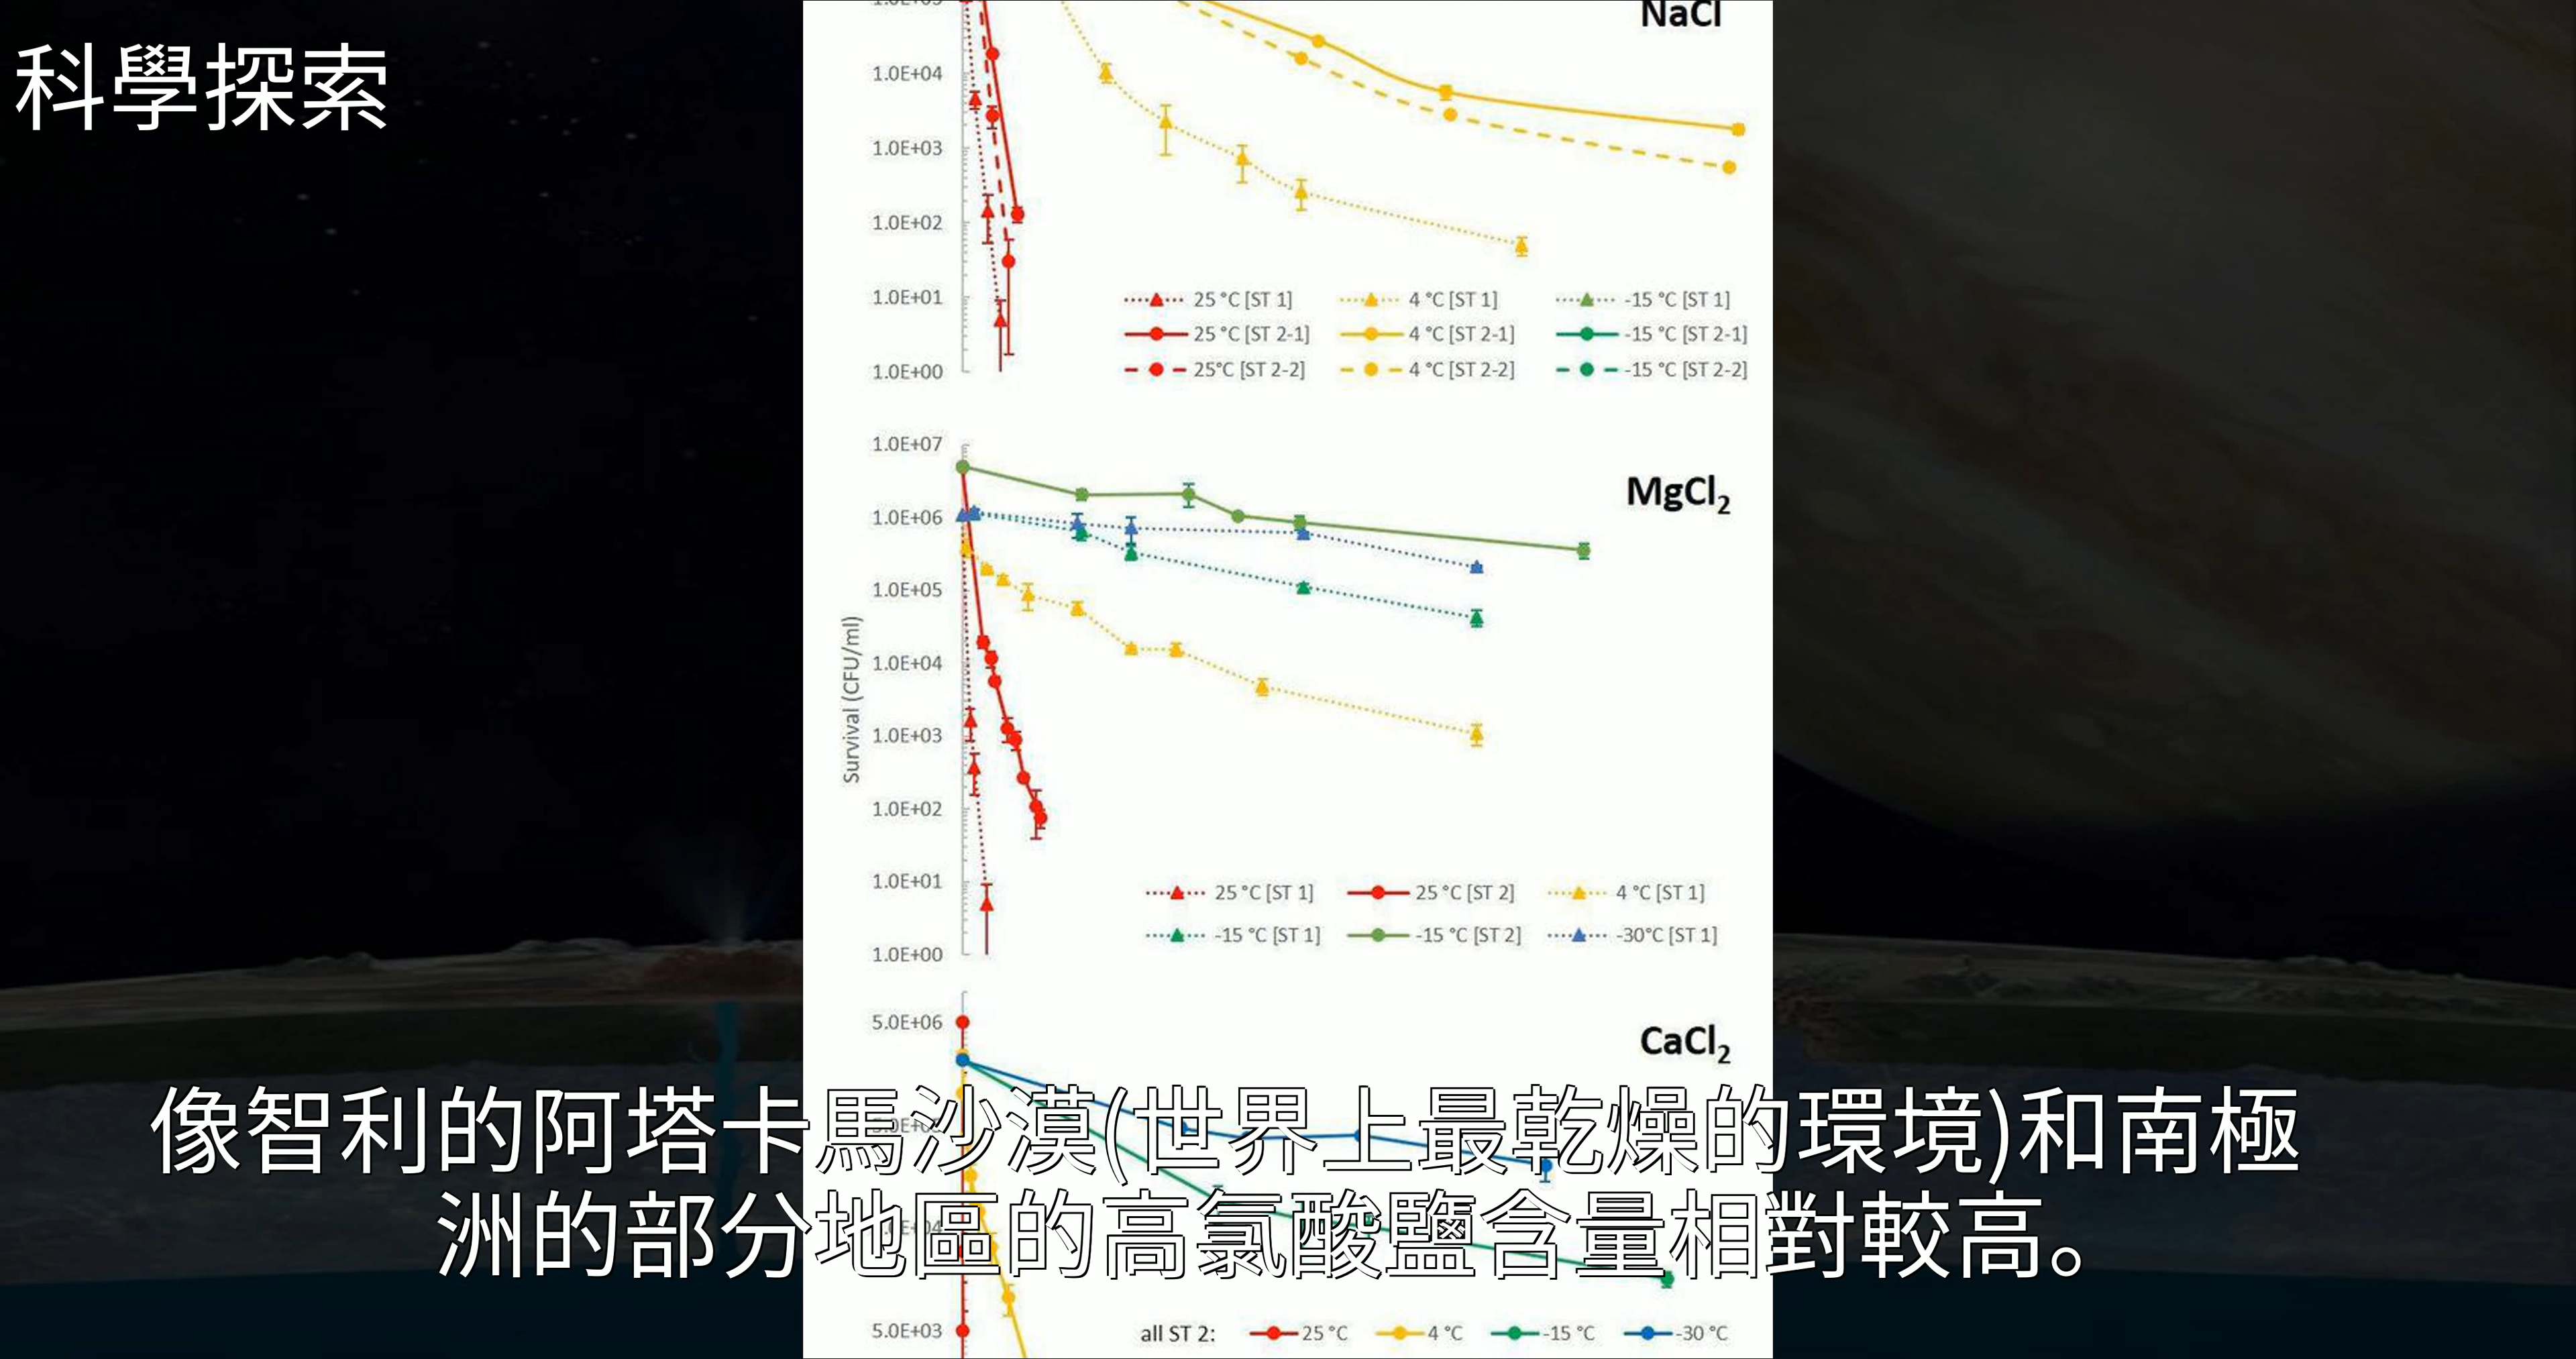 科學探索
NaCl
1.0E+04
1.0E+03
1.0E+02
1.0E+01
1.0E+00
25 °C [ST 1] 4 °C [ST 1] -15 °C [ST 1]
25 °C [ST 2-1] 4 °C [ST 2-1] -15 °C [ST 2-1]
25°C [ST 2-2] 4 °C [ST 2-2] -15 °C [ST 2-2]
MgCl₂
Survival (CFU/ml)
1.0E+07
1.0E+06
1.0E+05
1.0E+04
1.0E+03
1.0E+02
1.0E+01
1.0E+00
25 °C [ST 1] 25 °C [ST 2] 4 °C [ST 1]
-15 °C [ST 1] -15 °C [ST 2] -30°C [ST 1]
CaCl₂
5.0E+06
5.0E+03
all ST 2: 25 °C 4 °C -15 °C -30 °C
像智利的阿塔卡馬沙漠(世界上最乾燥的環境)和南極
洲的部分地區的高氯酸鹽含量相對較高。